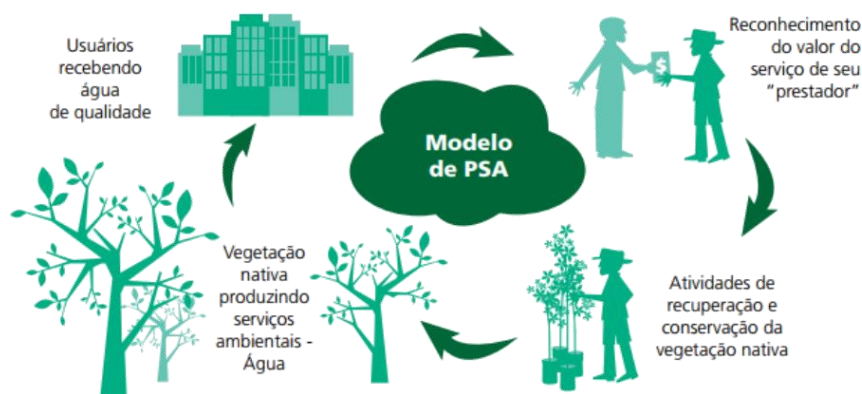 Usuários
recebendo
água
de qualidade
Modelo
de PSA
$
Reconhecimento
do valor do
serviço de seu
“prestador”
Atividades de
recuperação e
conservação da
vegetação nativa
Vegetação
nativa
produzindo
serviços
ambientais -
Água